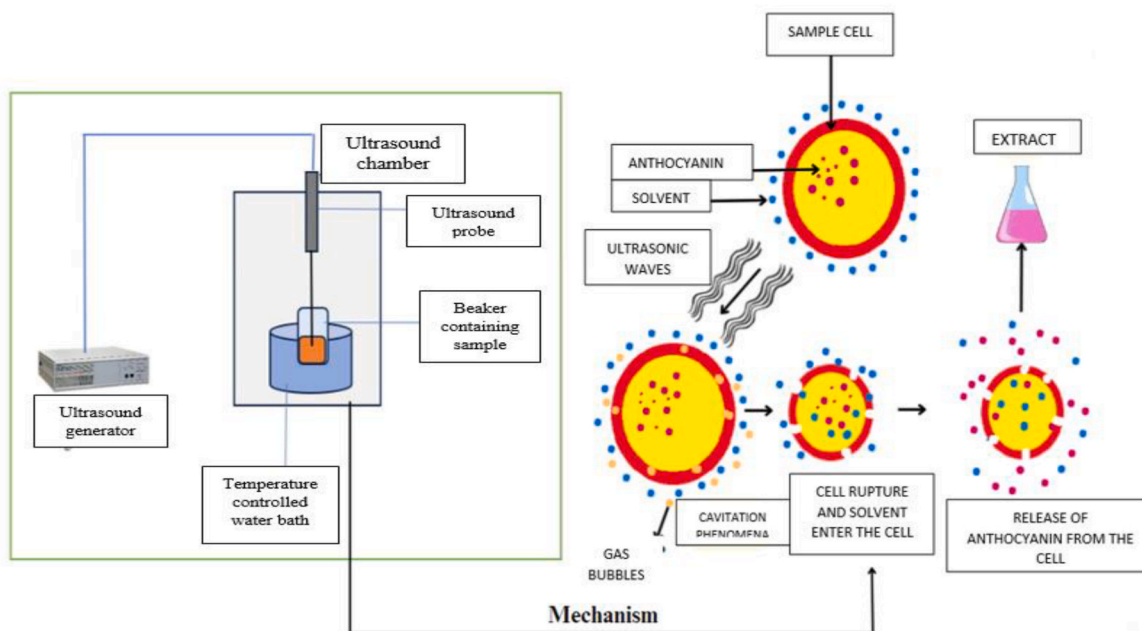 Ultrasound
chamber
Ultrasound
probe
Beaker
containing
sample
Ultrasound
generator
Temperature
controlled
water bath
SAMPLE CELL
ANTHOCYANIN
SOLVENT
ULTRASONIC
WAVES
EXTRACT
GAS
BUBBLES
CAVITATION
PHENOMENA
CELL RUPTURE
AND SOLVENT
ENTER THE CELL
RELEASE OF
ANTHOCYANIN FROM THE
CELL
Mechanism